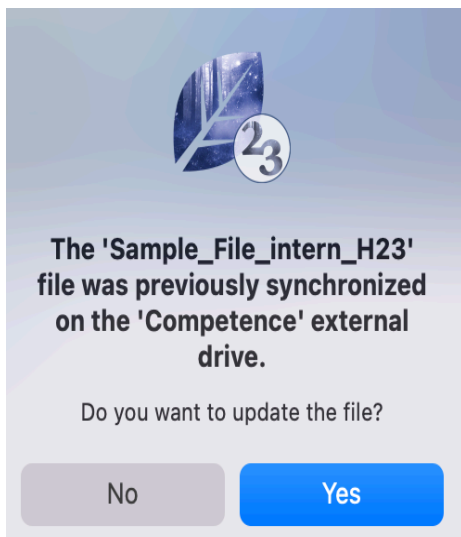 23
The 'Sample_File_intern_H23'
file was previously synchronized
on the 'Competence' external
drive.
Do you want to update the file?
No
Yes